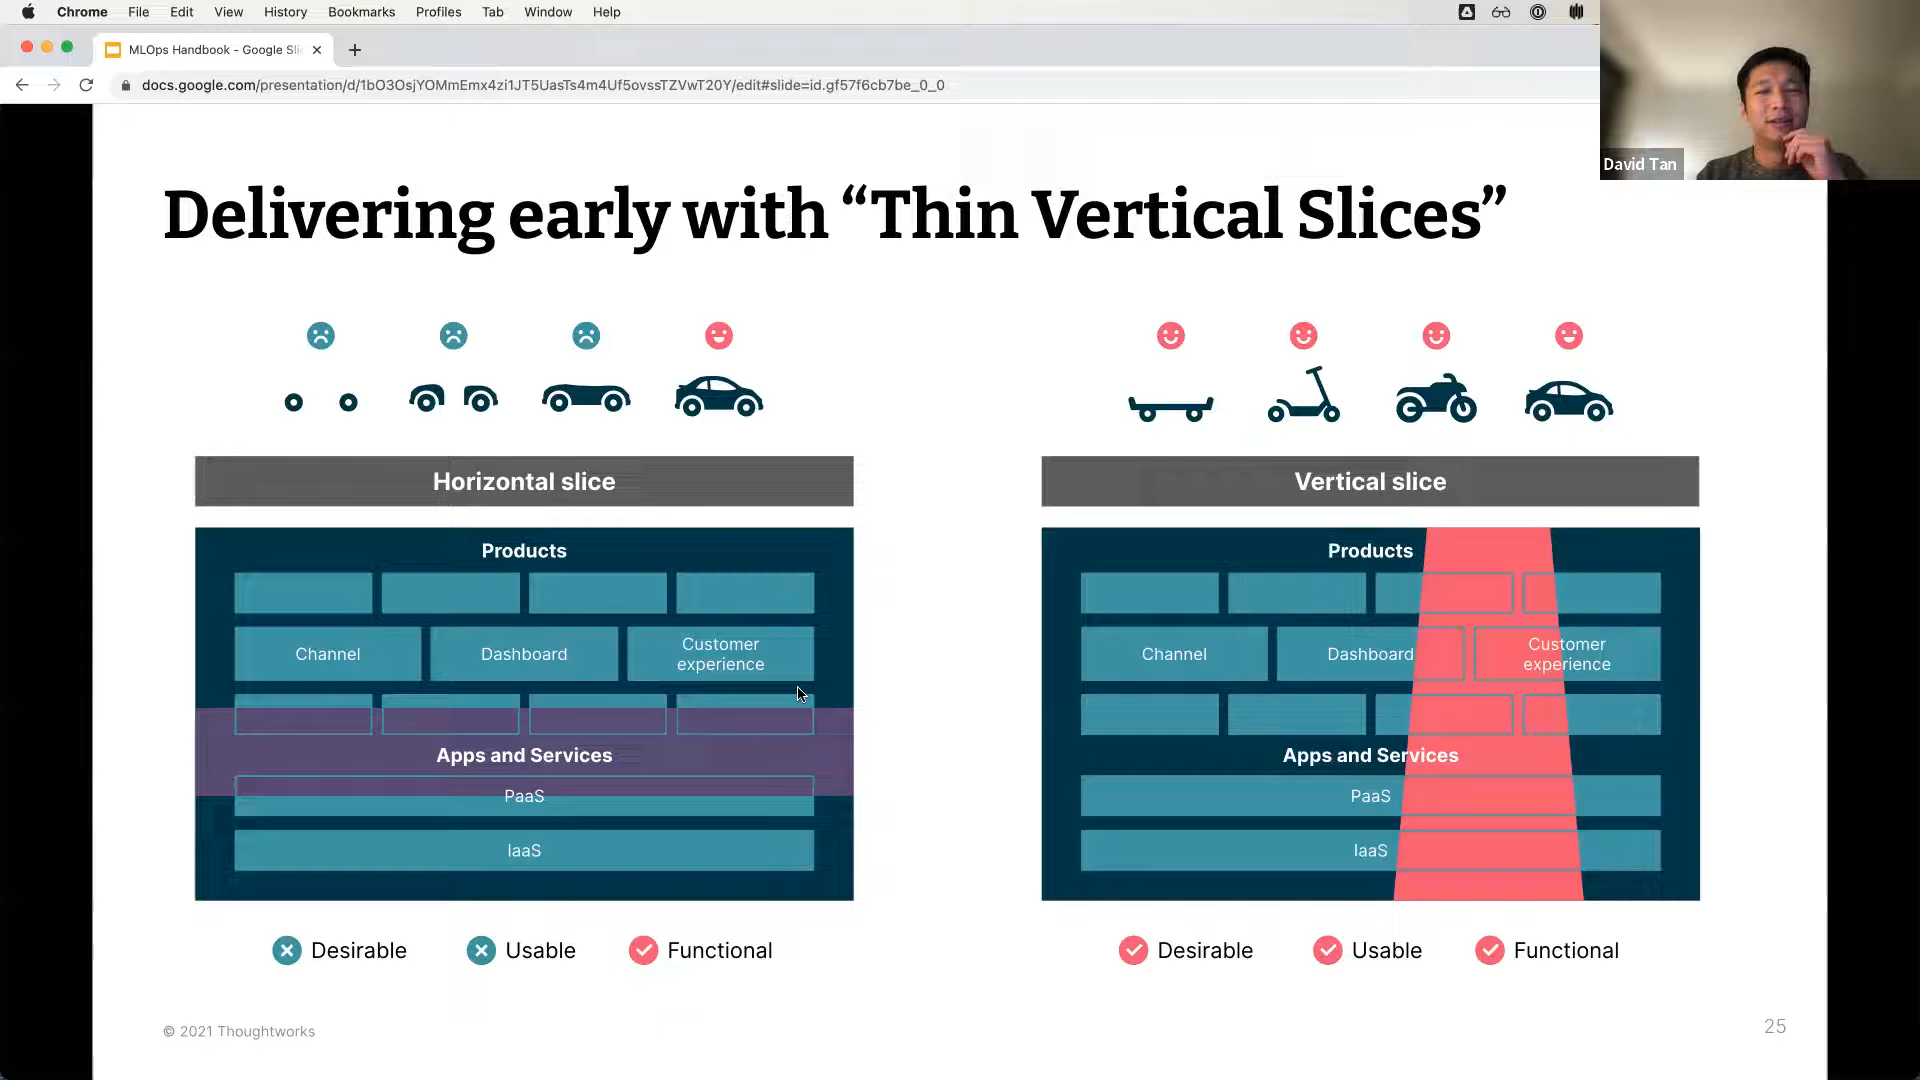 Chrome File Edit View History Bookmarks Profiles Tab Window Help
MLOps Handbook - Google Slic
docs.google.com/presentation/d/1bO3OsjYOMmEmx4zi1JT5UasTs4m4Uf5ovssTZVwT20Y/edit#slide=id.gf57f6cb7be_0_0
David Tan
Delivering early with “Thin Vertical Slices”
Horizontal slice
Products
Channel
Dashboard
Customer
experience
Apps and Services
PaaS
IaaS
Desirable
Usable
Functional
Vertical slice
Products
Channel
Dashboard
Customer
experience
Apps and Services
PaaS
IaaS
Desirable
Usable
Functional
© 2021 Thoughtworks
25